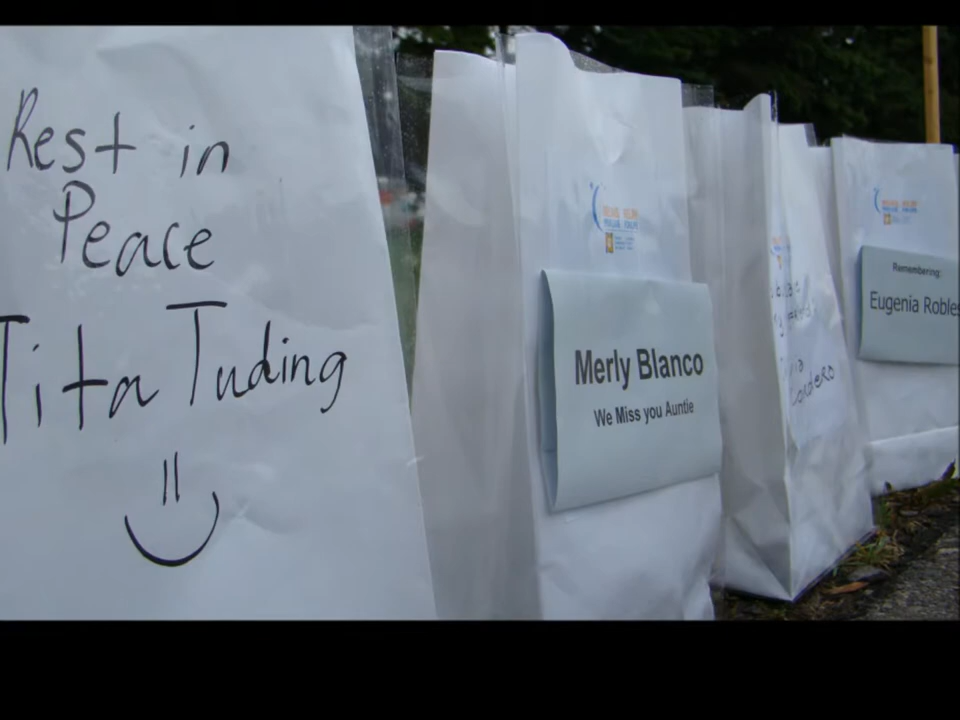 Rest in
Peace
Tita Tuding
Merly Blanco
We Miss you Auntie
Remembering:
Eugenia Robles